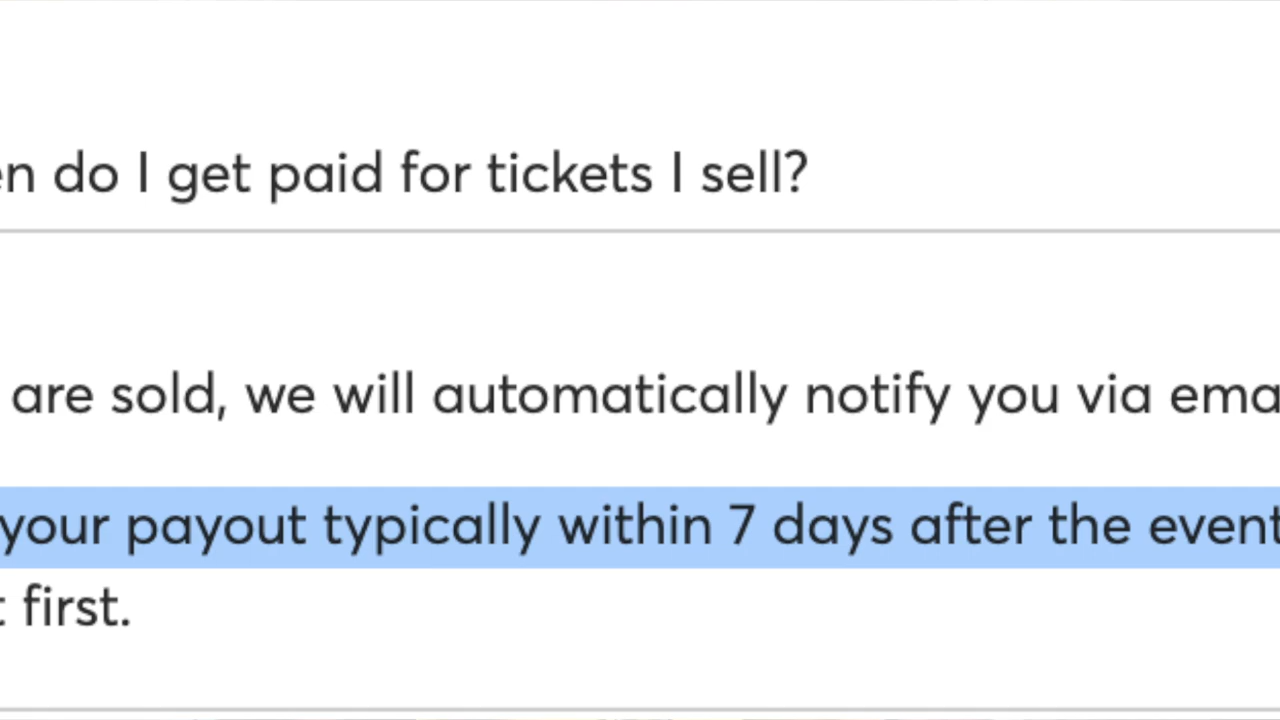 en do I get paid for tickets I sell?
are sold, we will automatically notify you via ema
your payout typically within 7 days after the event
first.